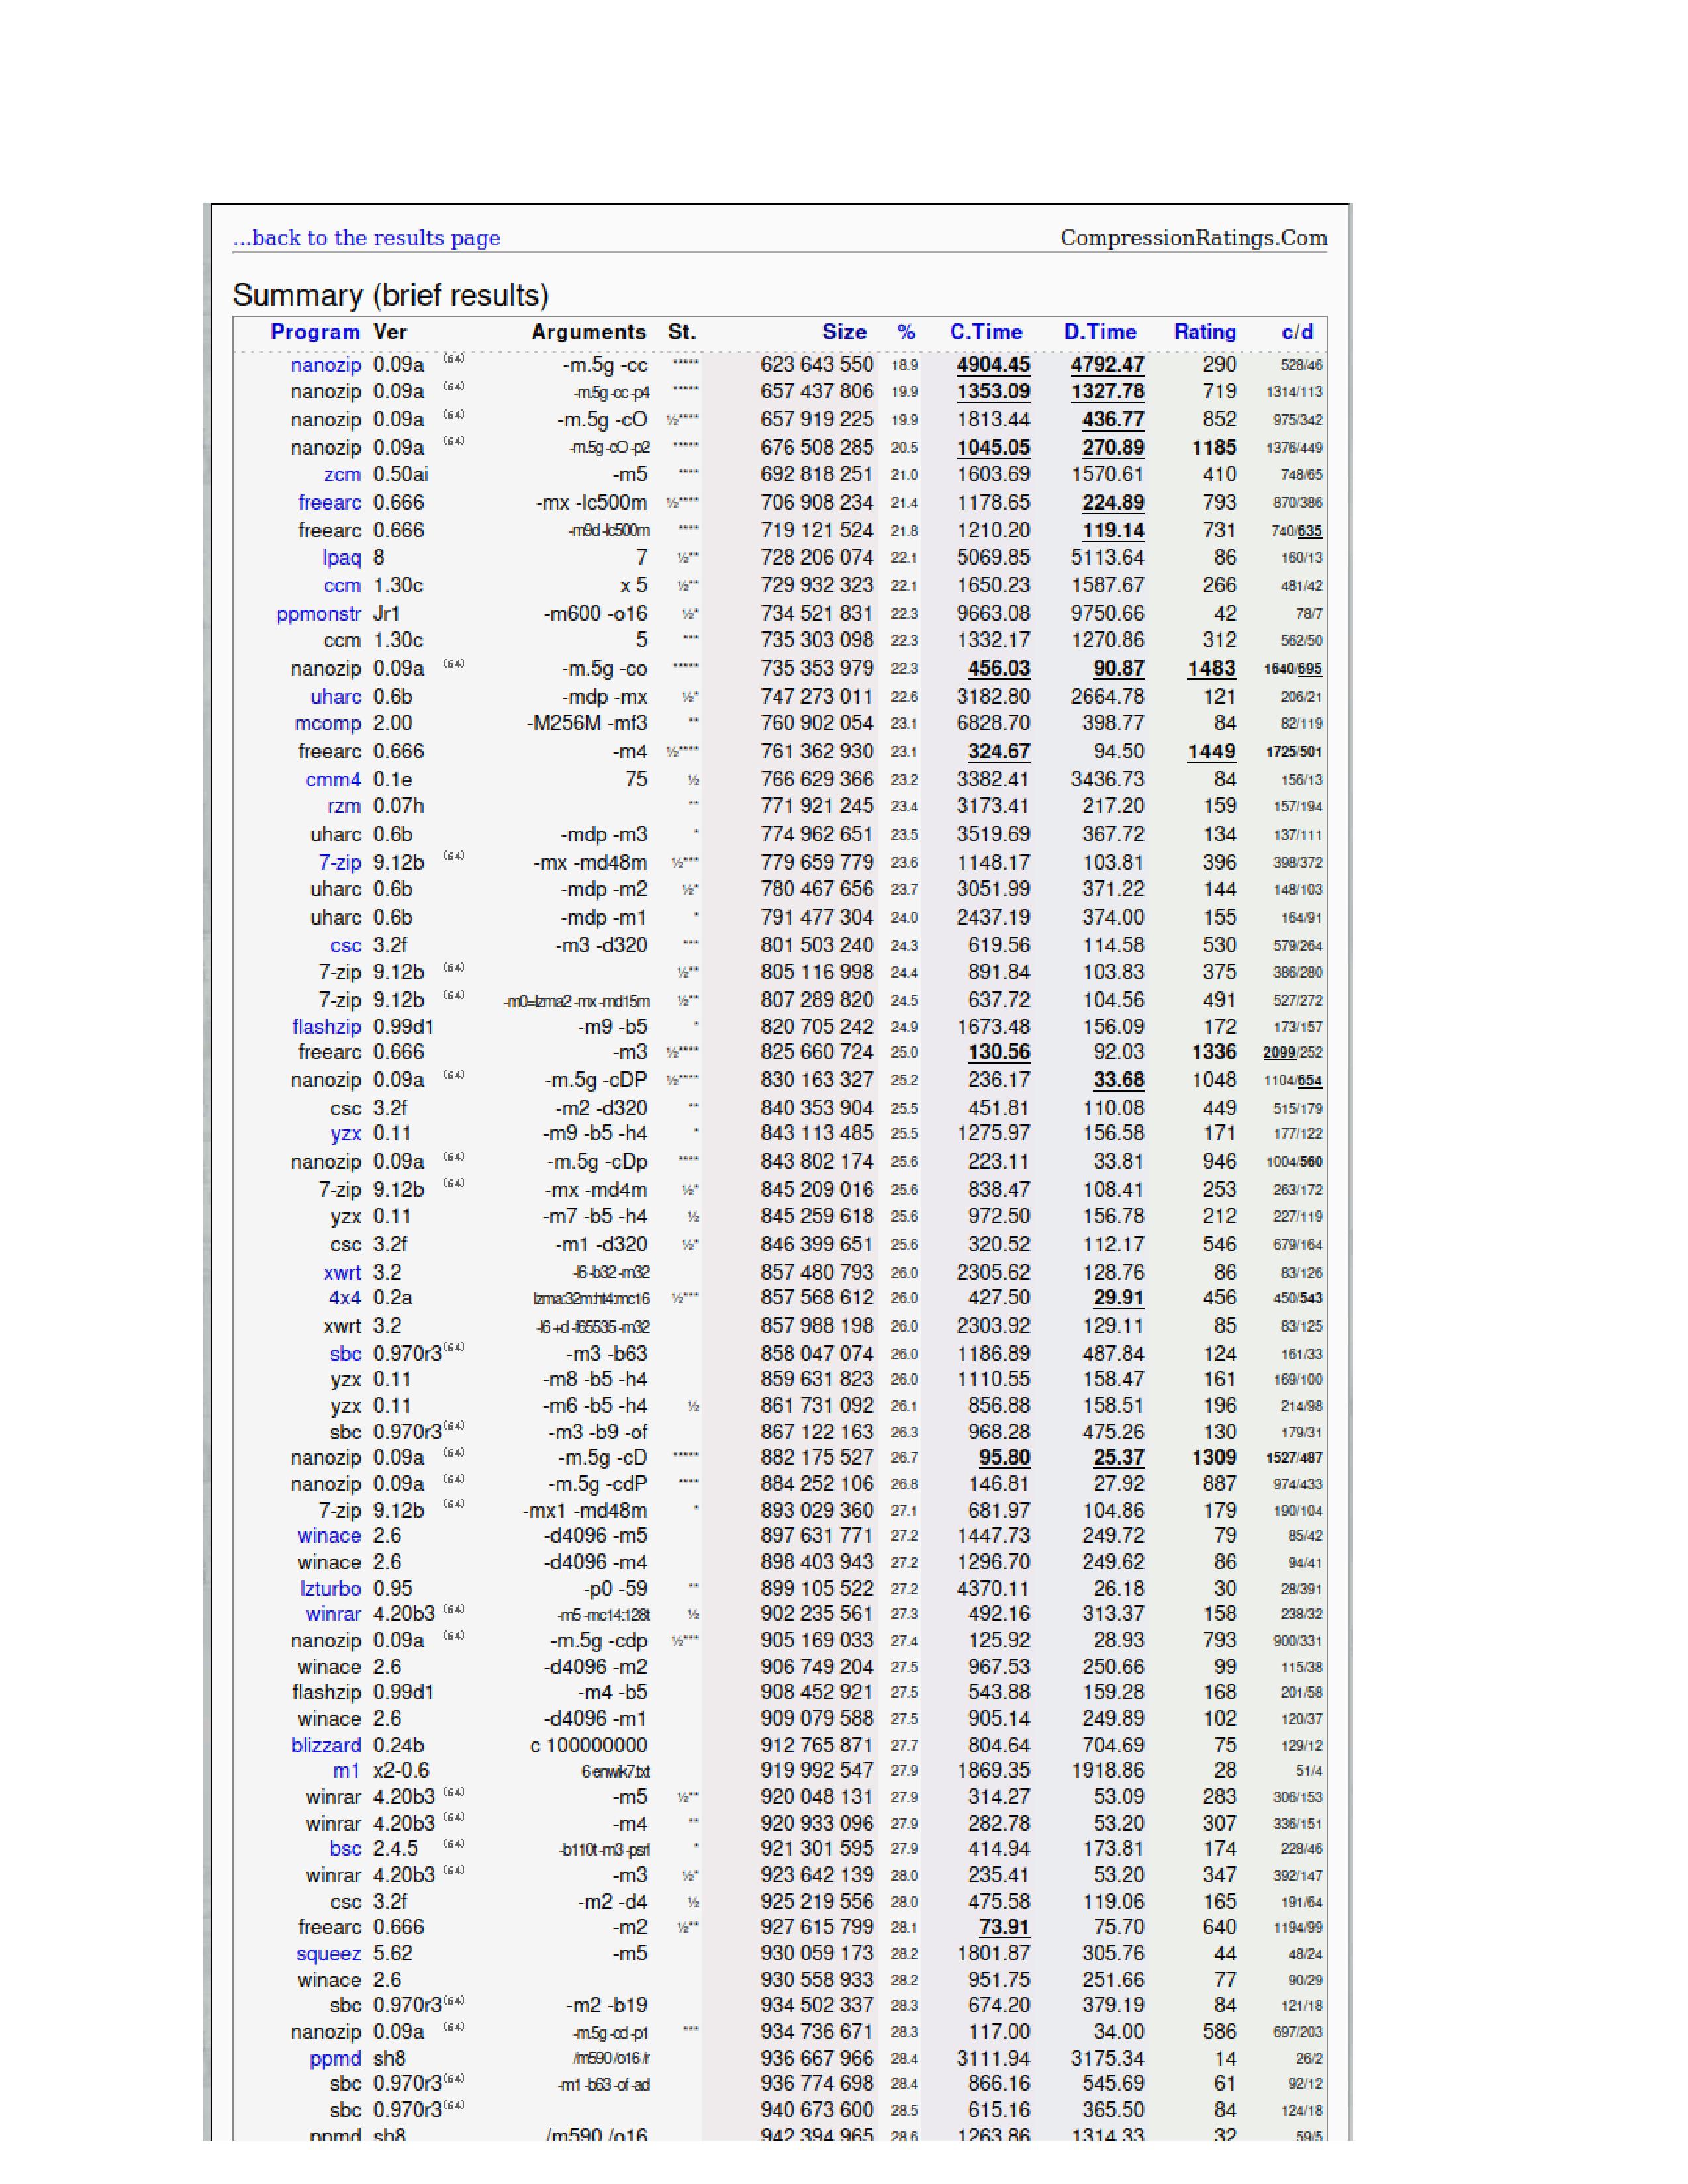 ...back to the results page CompressionRatings.Com
Summary (brief results)
Program Ver Arguments St. Size % C.Time D.Time Rating c/d
nanozip 0.09a (64) -m.5g -cc ***** 623 643 550 18.9 4904.45 4792.47 290 528/46
nanozip 0.09a (64) -m.5g -cc -p4 ***** 657 437 806 19.9 1353.09 1327.78 719 1314/113
nanozip 0.09a (64) -m.5g -cO ½**** 657 919 225 19.9 1813.44 436.77 852 975/342
nanozip 0.09a (64) -m.5g -cO -p2 ***** 676 508 285 20.5 1045.05 270.89 1185 1376/449
zcm 0.50ai -m5 **** 692 818 251 21.0 1603.69 1570.61 410 748/65
freearc 0.666 -mx -lc500m ½**** 706 908 234 21.4 1178.65 224.89 793 870/386
freearc 0.666 -m9d -lc500m **** 719 121 524 21.8 1210.20 119.14 731 740/635
lpaq 8 7 ½** 728 206 074 22.1 5069.85 5113.64 86 160/13
ccm 1.30c x 5 ½** 729 932 323 22.1 1650.23 1587.67 266 481/42
ppmonstr Jr1 -m600 -o16 ½* 734 521 831 22.3 9663.08 9750.66 42 78/7
ccm 1.30c 5 *** 735 303 098 22.3 1332.17 1270.86 312 562/50
nanozip 0.09a (64) -m.5g -co ***** 735 353 979 22.3 456.03 90.87 1483 1640/695
uharc 0.6b -mdp -mx ½* 747 273 011 22.6 3182.80 2664.78 121 206/21
mcomp 2.00 -M256M -mf3 ** 760 902 054 23.1 6828.70 398.77 84 82/119
freearc 0.666 -m4 ½**** 761 362 930 23.1 324.67 94.50 1449 1725/501
cmm4 0.1e 75 ½ 766 629 366 23.2 3382.41 3436.73 84 156/13
rzm 0.07h ** 771 921 245 23.4 3173.41 217.20 159 157/194
uharc 0.6b -mdp -m3 * 774 962 651 23.5 3519.69 367.72 134 137/111
7-zip 9.12b (64) -mx -md48m ½*** 779 659 779 23.6 1148.17 103.81 396 398/372
uharc 0.6b -mdp -m2 ½* 780 467 656 23.7 3051.99 371.22 144 148/103
uharc 0.6b -mdp -m1 * 791 477 304 24.0 2437.19 374.00 155 164/91
csc 3.2f -m3 -d320 *** 801 503 240 24.3 619.56 114.58 530 579/264
7-zip 9.12b (64) ½** 805 116 998 24.4 891.84 103.83 375 386/280
7-zip 9.12b (64) -m0=lzma2 -mx -md15m ½** 807 289 820 24.5 637.72 104.56 491 527/272
flashzip 0.99d1 -m9 -b5 * 820 705 242 24.9 1673.48 156.09 172 173/157
freearc 0.666 -m3 ½**** 825 660 724 25.0 130.56 92.03 1336 2099/252
nanozip 0.09a (64) -m.5g -cDP ½**** 830 163 327 25.2 236.17 33.68 1048 1104/654
csc 3.2f -m2 -d320 ** 840 353 904 25.5 451.81 110.08 449 515/179
yzx 0.11 -m9 -b5 -h4 * 843 113 485 25.5 1275.97 156.58 171 177/122
nanozip 0.09a (64) -m.5g -cDp **** 843 802 174 25.6 223.11 33.81 946 1004/560
7-zip 9.12b (64) -mx -md4m ½* 845 209 016 25.6 838.47 108.41 253 263/172
yzx 0.11 -m7 -b5 -h4 ½ 845 259 618 25.6 972.50 156.78 212 227/119
csc 3.2f -m1 -d320 ½* 846 399 651 25.6 320.52 112.17 546 679/164
xwrt 3.2 -l6 -b32 -m32 857 480 793 26.0 2305.62 128.76 86 83/126
4x4 0.2a lzma:32m:ht4:mc16 ½*** 857 568 612 26.0 427.50 29.91 456 450/543
xwrt 3.2 -l6 +d -f65535 -m32 857 988 198 26.0 2303.92 129.11 85 83/125
sbc 0.970r3(64) -m3 -b63 858 047 074 26.0 1186.89 487.84 124 161/33
yzx 0.11 -m8 -b5 -h4 859 631 823 26.0 1110.55 158.47 161 169/100
yzx 0.11 -m6 -b5 -h4 ½ 861 731 092 26.1 856.88 158.51 196 214/98
sbc 0.970r3(64) -m3 -b9 -of 867 122 163 26.3 968.28 475.26 130 179/31
nanozip 0.09a (64) -m.5g -cD ***** 882 175 527 26.7 95.80 25.37 1309 1527/487
nanozip 0.09a (64) -m.5g -cdP **** 884 252 106 26.8 146.81 27.92 887 974/433
7-zip 9.12b (64) -mx1 -md48m * 893 029 360 27.1 681.97 104.86 179 190/104
winace 2.6 -d4096 -m5 897 631 771 27.2 1447.73 249.72 79 85/42
winace 2.6 -d4096 -m4 898 403 943 27.2 1296.70 249.62 86 94/41
lzturbo 0.95 -p0 -59 ** 899 105 522 27.2 4370.11 26.18 30 28/391
winrar 4.20b3 (64) -m5 -mc14:128t ½ 902 235 561 27.3 492.16 313.37 158 238/32
nanozip 0.09a (64) -m.5g -cdp ½*** 905 169 033 27.4 125.92 28.93 793 900/331
winace 2.6 -d4096 -m2 906 749 204 27.5 967.53 250.66 99 115/38
flashzip 0.99d1 -m4 -b5 908 452 921 27.5 543.88 159.28 168 201/58
winace 2.6 -d4096 -m1 909 079 588 27.5 905.14 249.89 102 120/37
blizzard 0.24b c 100000000 912 765 871 27.7 804.64 704.69 75 129/12
m1 x2-0.6 6 enwik7.txt 919 992 547 27.9 1869.35 1918.86 28 51/4
winrar 4.20b3 (64) -m5 ½** 920 048 131 27.9 314.27 53.09 283 306/153
winrar 4.20b3 (64) -m4 ** 920 933 096 27.9 282.78 53.20 307 336/151
bsc 2.4.5 (64) -b110t -m3 -psrl * 921 301 595 27.9 414.94 173.81 174 228/46
winrar 4.20b3 (64) -m3 ½* 923 642 139 28.0 235.41 53.20 347 392/147
csc 3.2f -m2 -d4 ½ 925 219 556 28.0 475.58 119.06 165 191/64
freearc 0.666 -m2 ½** 927 615 799 28.1 73.91 75.70 640 1194/99
squeez 5.62 -m5 930 059 173 28.2 1801.87 305.76 44 48/24
winace 2.6 930 558 933 28.2 951.75 251.66 77 90/29
sbc 0.970r3(64) -m2 -b19 934 502 337 28.3 674.20 379.19 84 121/18
nanozip 0.09a (64) -m.5g -cd -p1 *** 934 736 671 28.3 117.00 34.00 586 697/203
ppmd sh8 /m590 /o16 /r 936 667 966 28.4 3111.94 3175.34 14 26/2
sbc 0.970r3(64) -m1 -b63 -of -ad 936 774 698 28.4 866.16 545.69 61 92/12
sbc 0.970r3(64) 940 673 600 28.5 615.16 365.50 84 124/18
ppmd sh8 /m590 /o16 942 394 965 28.6 1263.86 1314.33 32 59/5